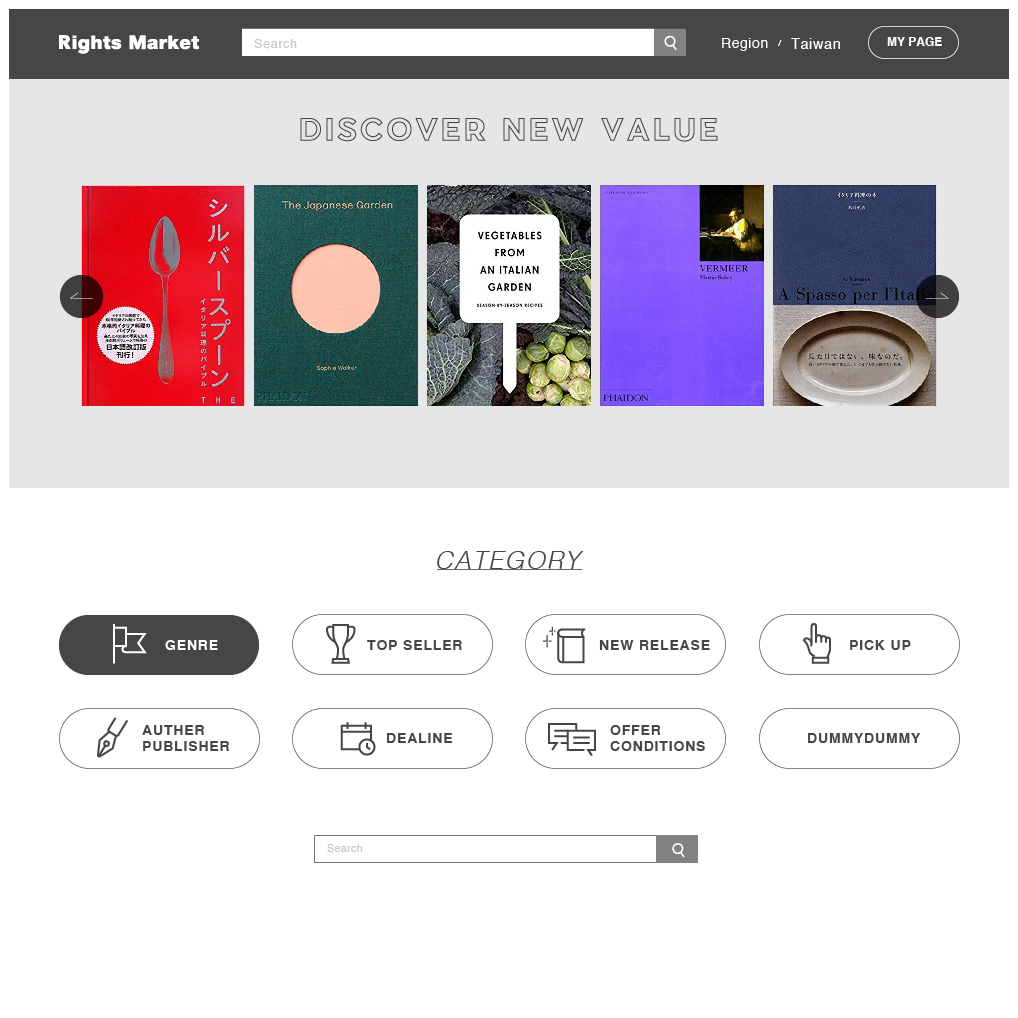 Rights Market
Search
Region / Taiwan
MY PAGE
DISCOVER NEW VALUE
シルバースプーン
イタリア料理のバイブル
本格的イタリア料理の
バイブル
日本語改訂版
刊行！
THE
The Japanese Garden
Sophie Walker
PHAIDON
VEGETABLES
FROM
AN ITALIAN
GARDEN
SEASON-BY-SEASON RECIPES
VERMEER
Martin Bailey
PHAIDON
イタリア料理の本
A Spasso per l'Italia
見た目ではない、味なのだ。
CATEGORY
GENRE
TOP SELLER
NEW RELEASE
PICK UP
AUTHER
PUBLISHER
DEALINE
OFFER
CONDITIONS
DUMMYDUMMY
Search